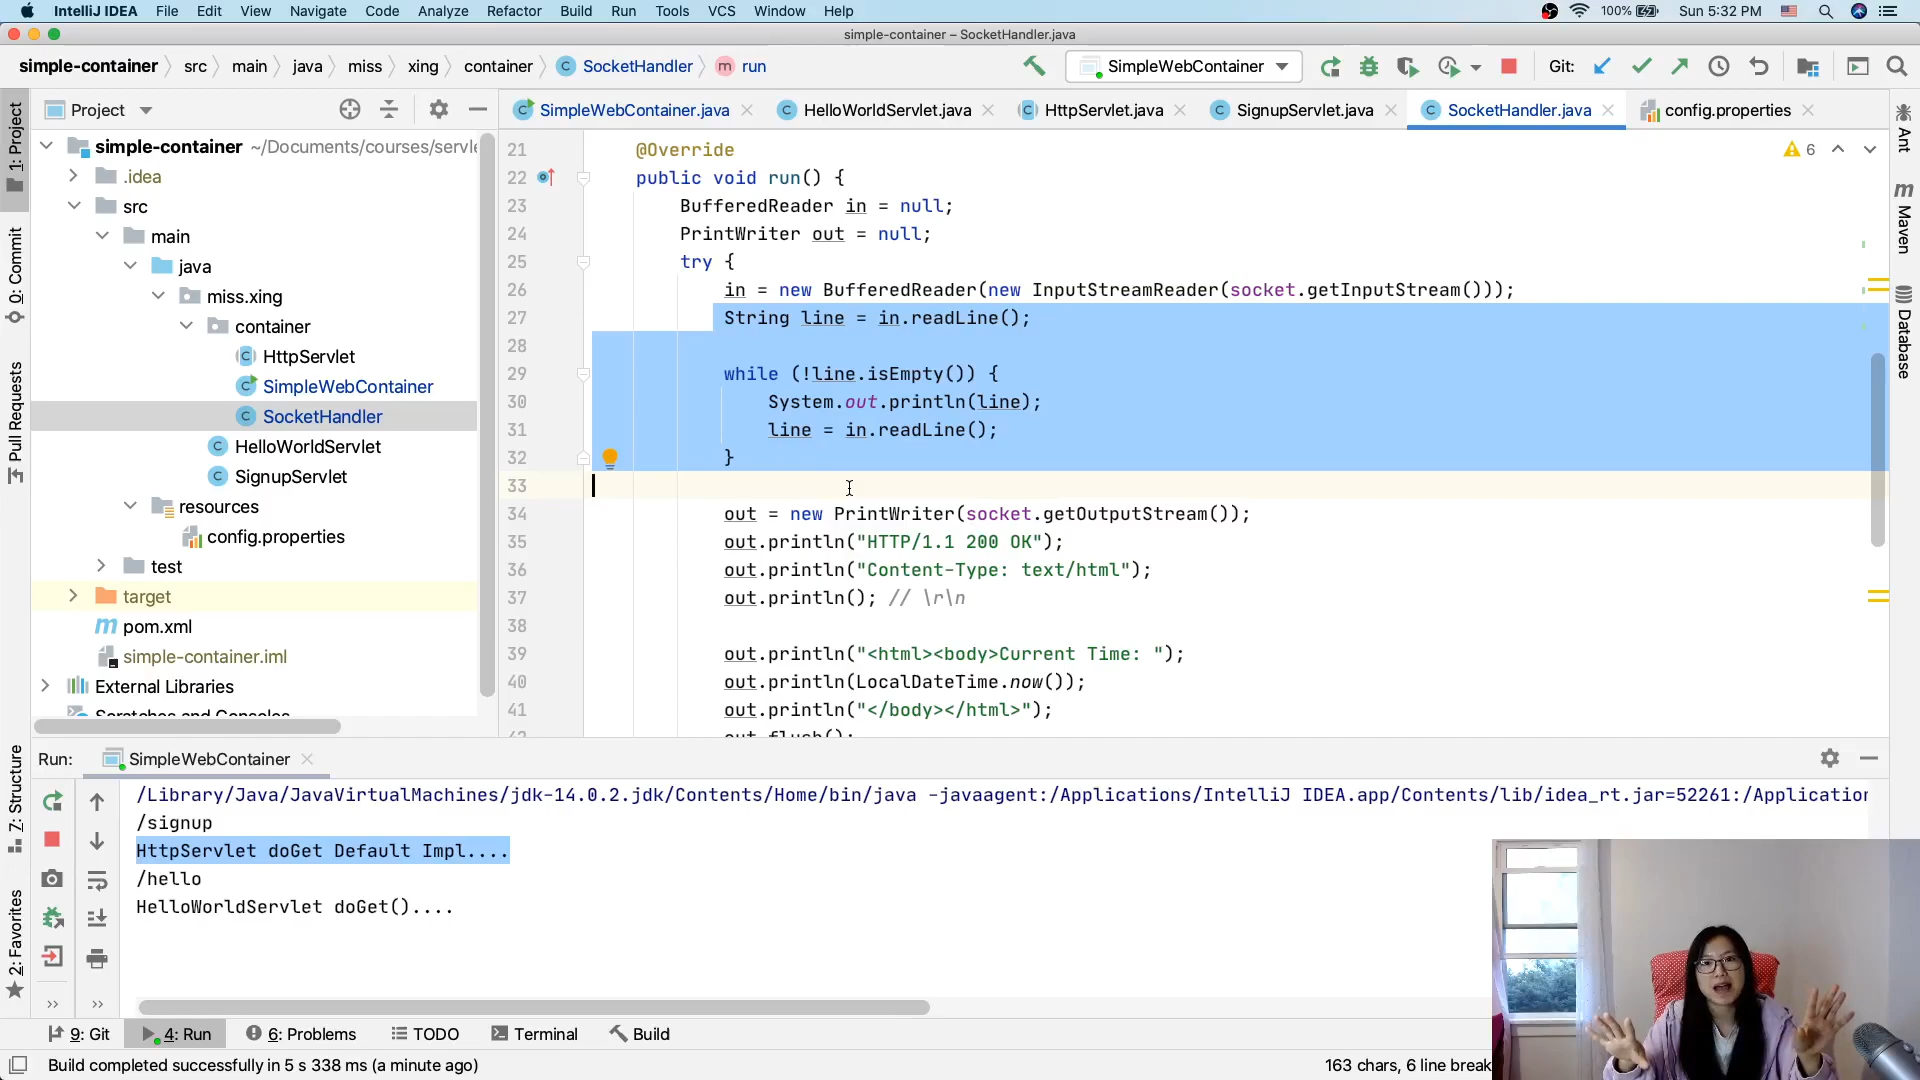 IntelliJ IDEA File Edit View Navigate Code Analyze Refactor Build Run Tools VCS Window Help 100% Sun 5:32 PM
simple-container – SocketHandler.java
simple-container src main java miss xing container SocketHandler run SimpleWebContainer Git:
Project
SimpleWebContainer.java HelloWorldServlet.java HttpServlet.java SignupServlet.java SocketHandler.java config.properties
simple-container ~/Documents/courses/servle
.idea
src
main
java
miss.xing
container
HttpServlet
SimpleWebContainer
SocketHandler
HelloWorldServlet
SignupServlet
resources
config.properties
test
target
pom.xml
simple-container.iml
External Libraries
Scratches and Consoles
1: Project
0: Commit
Pull Requests
7: Structure
2: Favorites
Ant
Maven
Database
6
21 @Override
22 public void run() {
23 BufferedReader in = null;
24 PrintWriter out = null;
25 try {
26 in = new BufferedReader(new InputStreamReader(socket.getInputStream()));
27 String line = in.readLine();
28
29 while (!line.isEmpty()) {
30 System.out.println(line);
31 line = in.readLine();
32 }
33
34 out = new PrintWriter(socket.getOutputStream());
35 out.println("HTTP/1.1 200 OK");
36 out.println("Content-Type: text/html");
37 out.println(); // \r\n
38
39 out.println("<html><body>Current Time: ");
40 out.println(LocalDateTime.now());
41 out.println("</body></html>");
42 out.flush();
Run: SimpleWebContainer
/Library/Java/JavaVirtualMachines/jdk-14.0.2.jdk/Contents/Home/bin/java -javaagent:/Applications/IntelliJ IDEA.app/Contents/lib/idea_rt.jar=52261:/Application
/signup
HttpServlet doGet Default Impl....
/hello
HelloWorldServlet doGet()....
9: Git 4: Run 6: Problems TODO Terminal Build
Build completed successfully in 5 s 338 ms (a minute ago) 163 chars, 6 line break